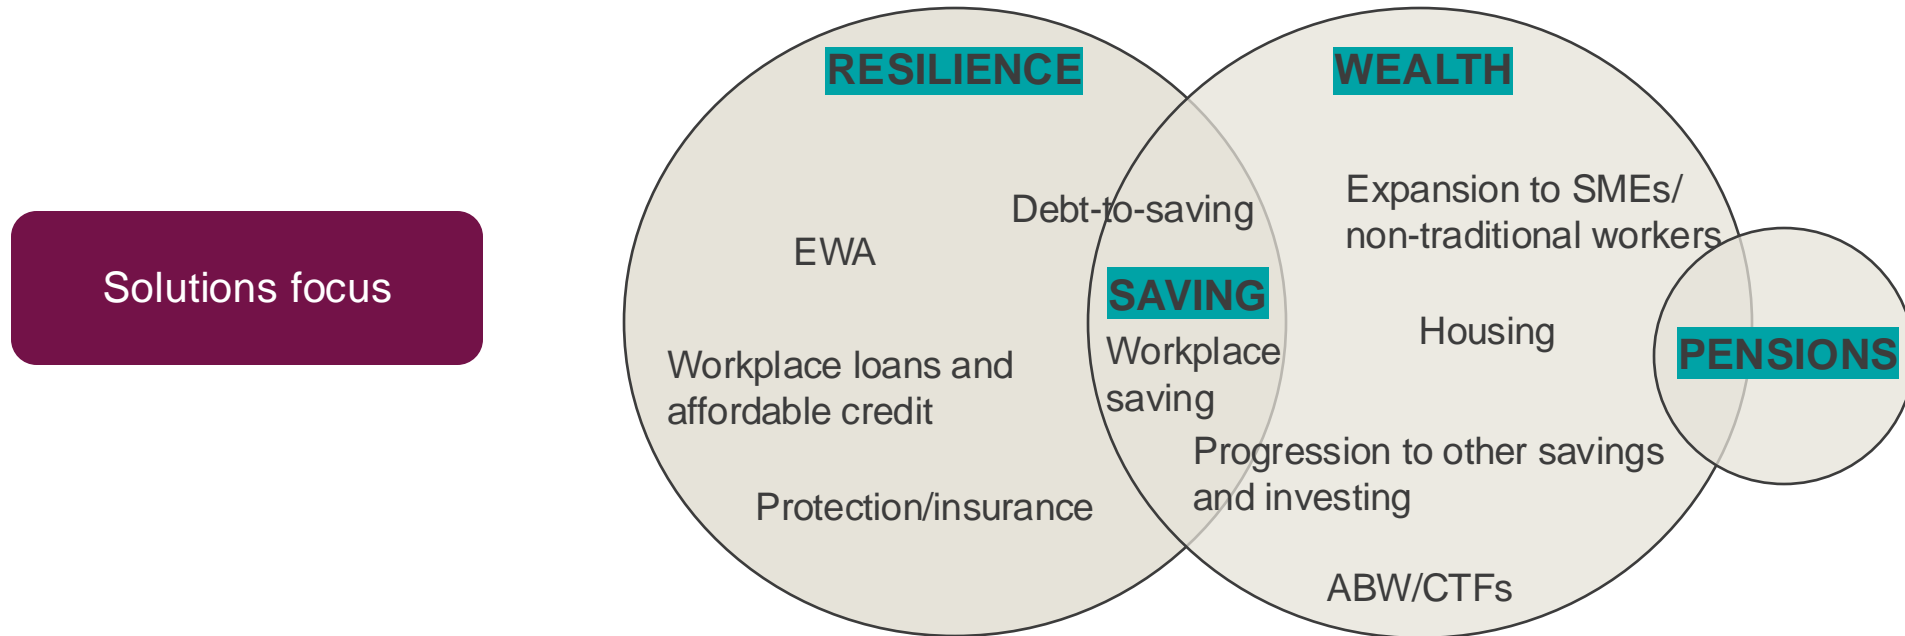 Solutions focus
RESILIENCE
EWA
Workplace loans and
affordable credit
Protection/insurance
Debt-to-saving
SAVING
Workplace
saving
WEALTH
Expansion to SMEs/
non-traditional workers
Housing
Progression to other savings
and investing
ABW/CTFs
PENSIONS